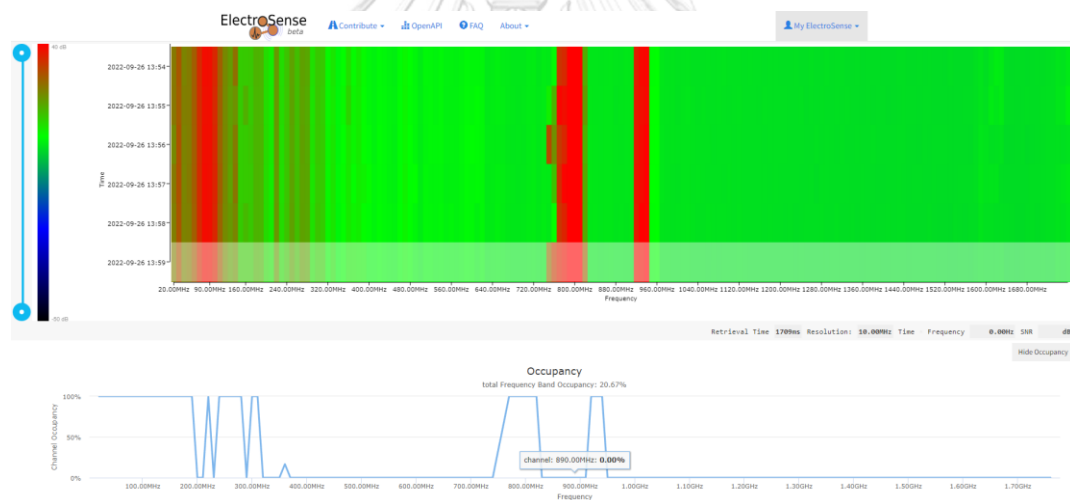 ElectroSense
beta
Contribute
OpenAPI
FAQ
About
My ElectroSense
40 dB
2022-09-26 13:54
2022-09-26 13:55
2022-09-26 13:56
Time
2022-09-26 13:57
2022-09-26 13:58
2022-09-26 13:59
20.00MHz 90.00MHz 160.00MHz 240.00MHz 320.00MHz 400.00MHz 480.00MHz 560.00MHz 640.00MHz 720.00MHz 800.00MHz 880.00MHz 960.00MHz 1040.00MHz 1120.00MHz 1200.00MHz 1280.00MHz 1360.00MHz 1440.00MHz 1520.00MHz 1600.00MHz 1680.00MHz
Frequency
Retrieval Time 1709ms Resolution: 10.00MHz Time - Frequency 0.00Hz SNR dB
Hide Occupancy
Occupancy
total Frequency Band Occupancy: 20.67%
100%
Channel Occupancy
50%
channel: 890.00MHz: 0.00%
0%
100.00MHz 200.00MHz 300.00MHz 400.00MHz 500.00MHz 600.00MHz 700.00MHz 800.00MHz 900.00MHz 1.00GHz 1.10GHz 1.20GHz 1.30GHz 1.40GHz 1.50GHz 1.60GHz 1.70GHz
Frequency